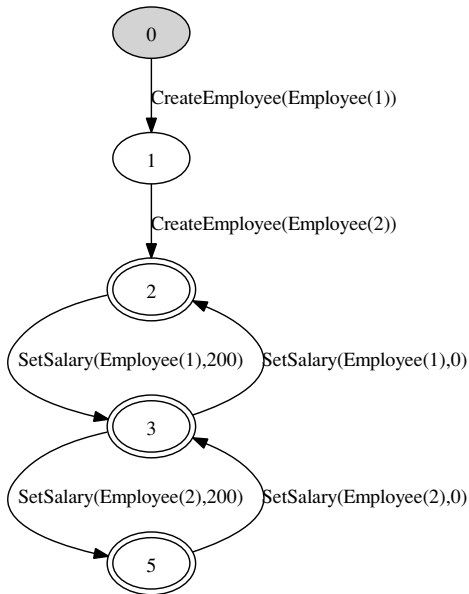 0
CreateEmployee(Employee(1))
1
CreateEmployee(Employee(2))
2
SetSalary(Employee(1),200)
SetSalary(Employee(1),0)
3
SetSalary(Employee(2),200)
SetSalary(Employee(2),0)
5